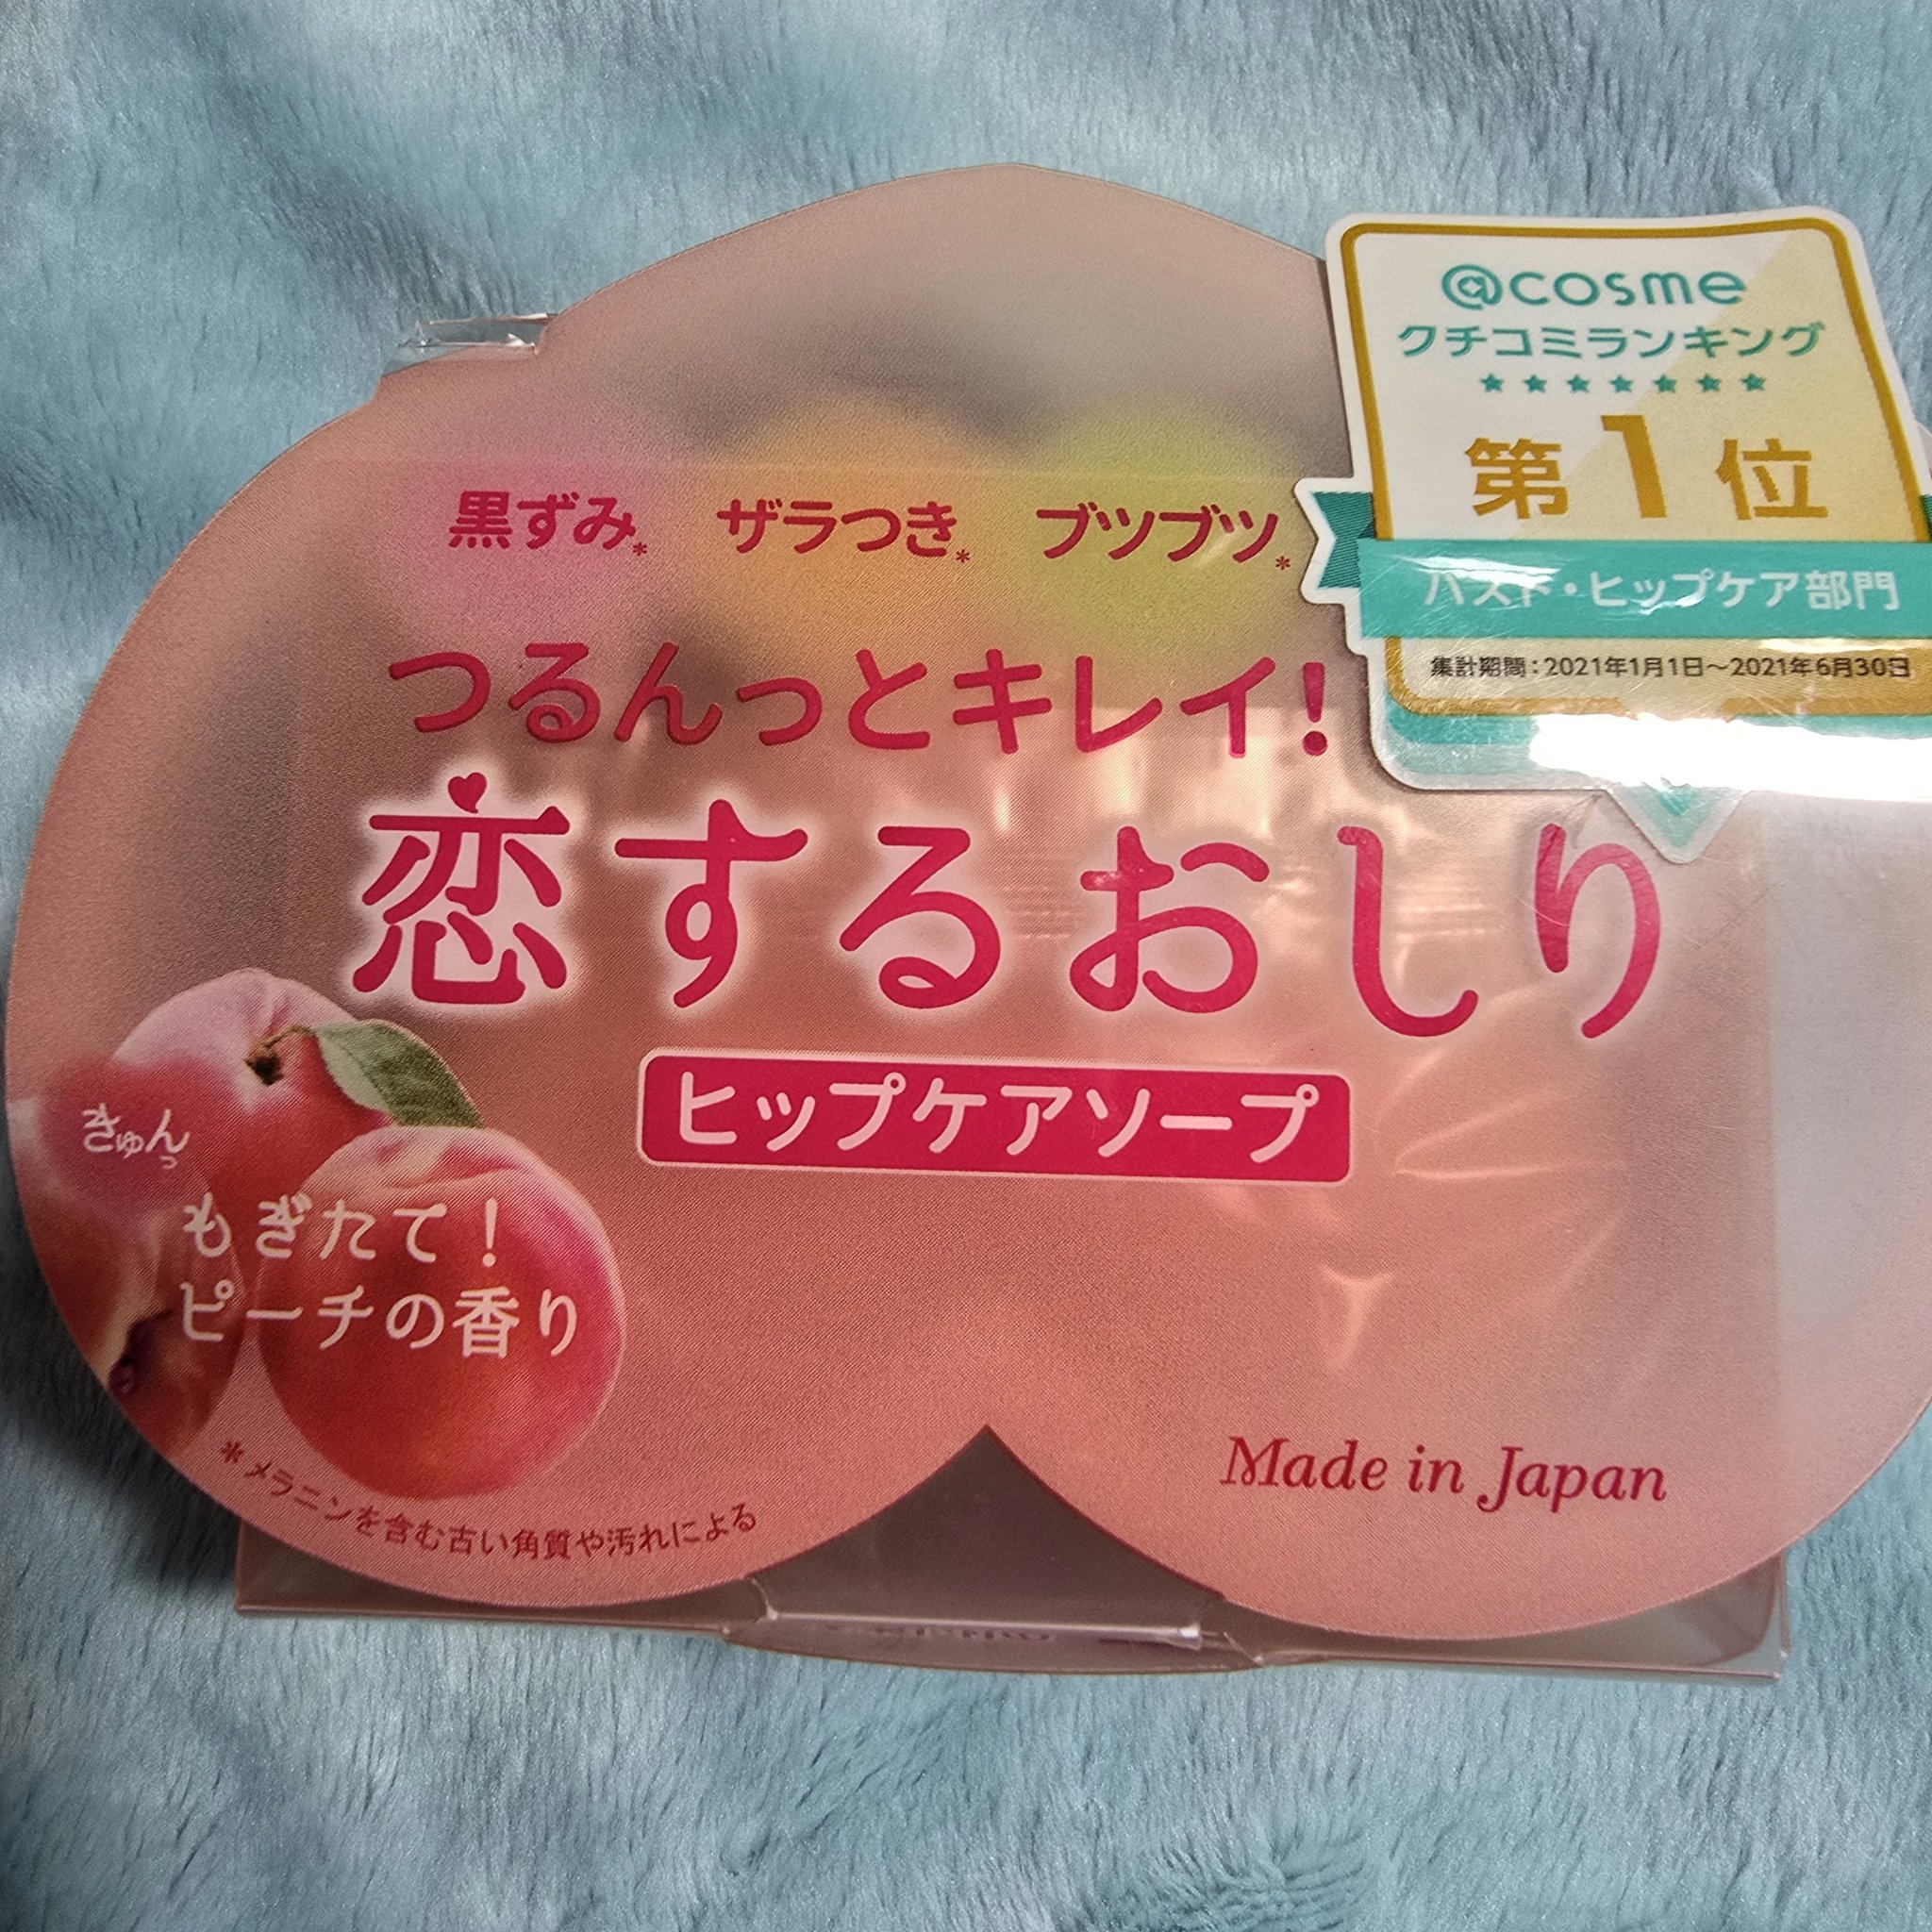 @cosme
クチコミランキング
第1位
バスト・ヒップケア部門
集計期間：2021年1月1日～2021年6月30日
黒ずみ* ザラつき* ブツブツ*
つるんっとキレイ!
恋するおしり
ヒップケアソープ
きゅんっ
もぎたて！
ピーチの香り
*メラニンを含む古い角質や汚れによる
Made in Japan